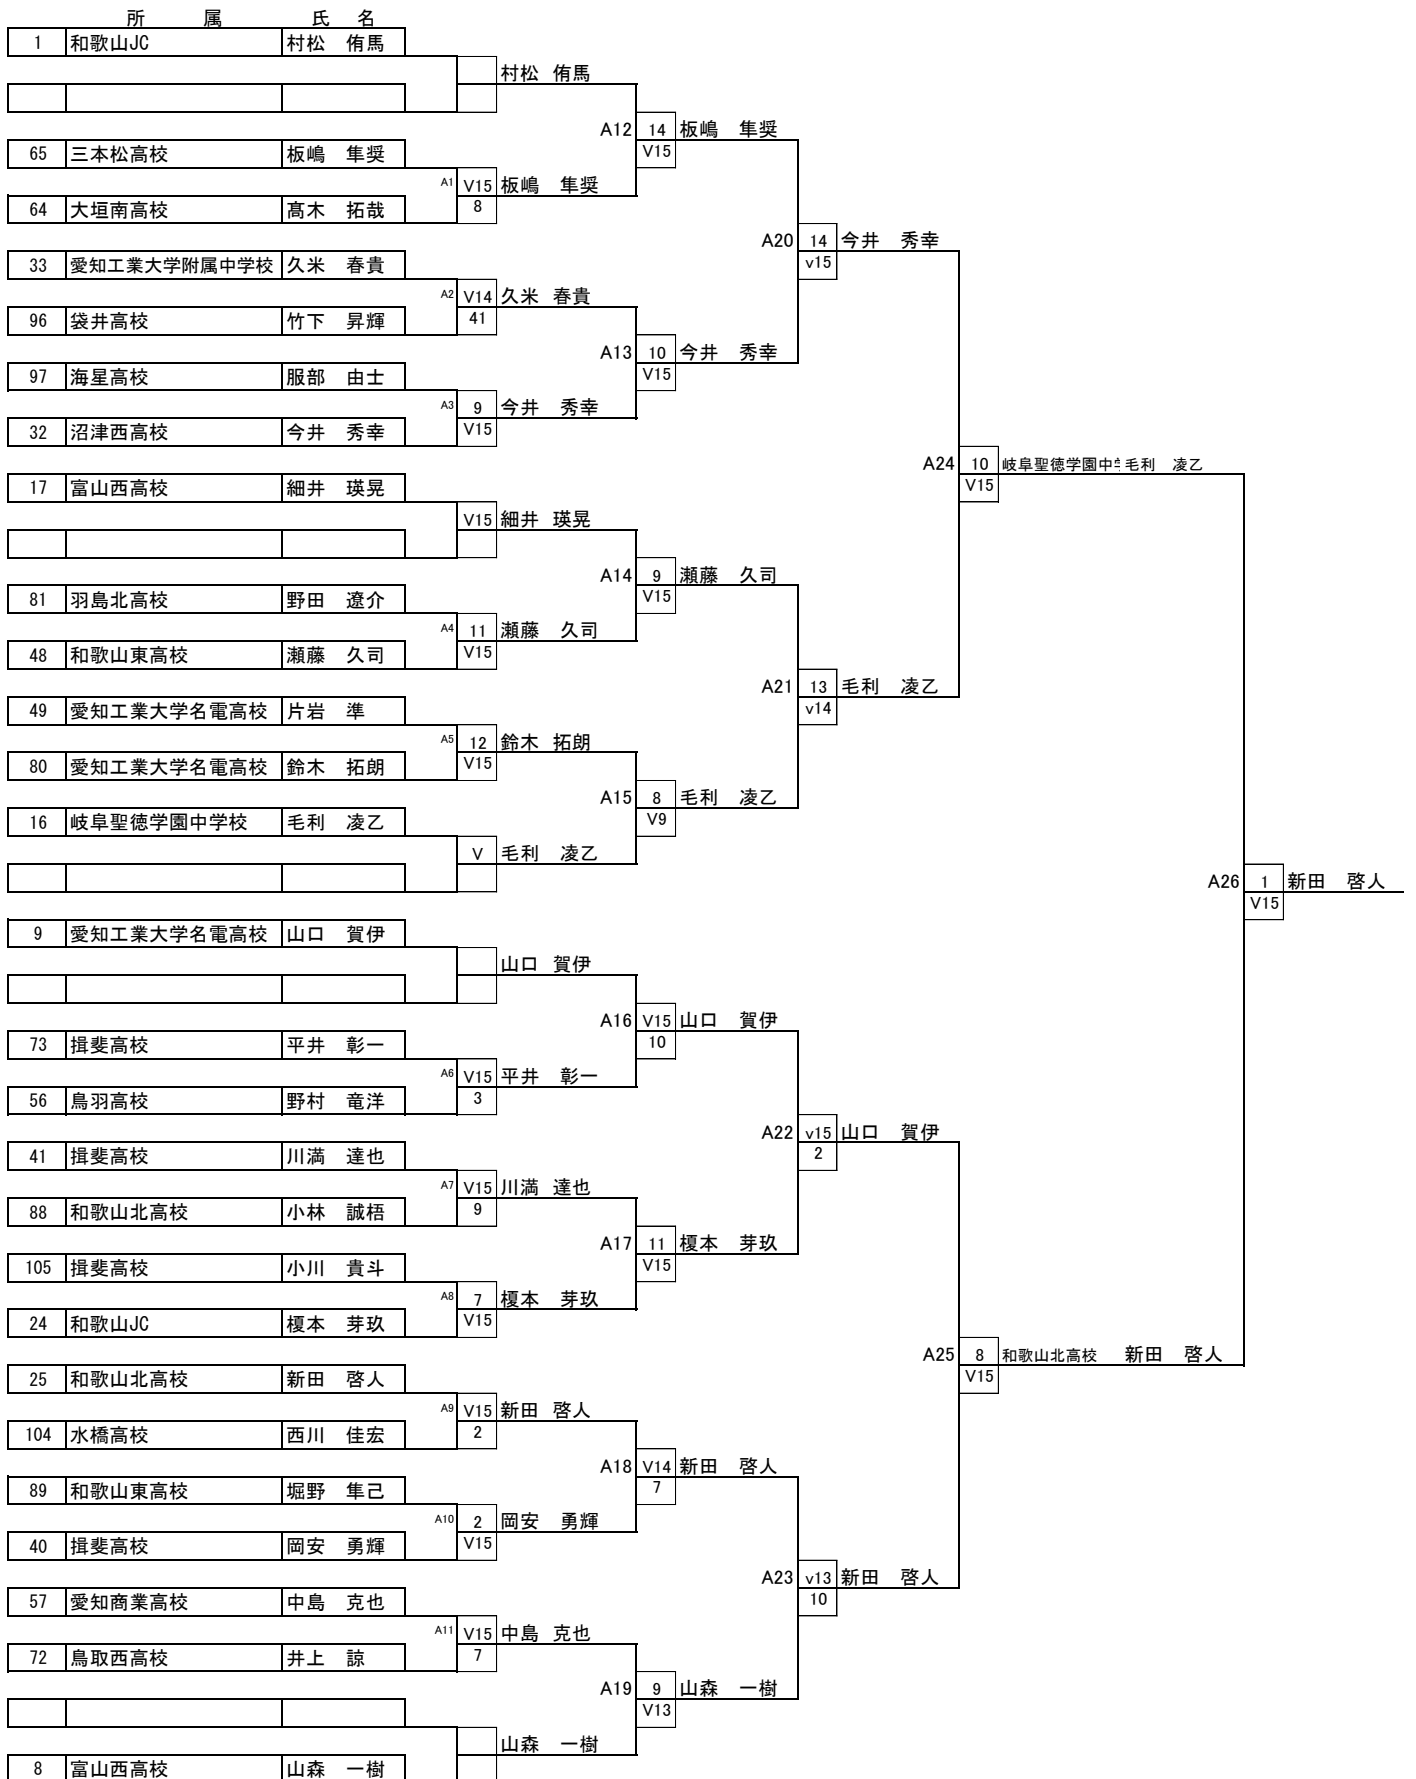 所　属　氏　名
1 和歌山JC 村松　侑馬
村松 侑馬
A12 14 板嶋　隼奨
V15
65 三本松高校 板嶋　隼奨
A1 V15 板嶋　隼奨
8
64 大垣南高校 髙木　拓哉
A20 14 今井　秀幸
v15
33 愛知工業大学附属中学校 久米　春貴
A2 V14 久米 春貴
41
96 袋井高校 竹下　昇輝
A13 10 今井　秀幸
V15
97 海星高校 服部　由士
A3 9 今井　秀幸
V15
32 沼津西高校 今井　秀幸
A24 10 岐阜聖徳学園中 毛利　凌乙
V15
17 富山西高校 細井　瑛晃
V15 細井 瑛晃
A14 9 瀬藤　久司
V15
81 羽島北高校 野田　遼介
A4 11 瀬藤　久司
V15
48 和歌山東高校 瀬藤　久司
A21 13 毛利　凌乙
v14
49 愛知工業大学名電高校 片岩　準
A5 12 鈴木 拓朗
V15
80 愛知工業大学名電高校 鈴木　拓朗
A15 8 毛利　凌乙
V9
16 岐阜聖徳学園中学校 毛利　凌乙
V 毛利　凌乙
A26 1 新田　啓人
V15
9 愛知工業大学名電高校 山口　賀伊
山口 賀伊
A16 V15 山口　賀伊
10
73 揖斐高校 平井　彰一
A6 V15 平井　彰一
3
56 鳥羽高校 野村　竜洋
A22 v15 山口　賀伊
2
41 揖斐高校 川満　達也
A7 V15 川満 達也
9
88 和歌山北高校 小林　誠梧
A17 11 榎本　芽玖
V15
105 揖斐高校 小川　貴斗
A8 7 榎本　芽玖
V15
24 和歌山JC 榎本　芽玖
A25 8 和歌山北高校 新田　啓人
V15
25 和歌山北高校 新田　啓人
A9 V15 新田 啓人
2
104 水橋高校 西川　佳宏
A18 V14 新田　啓人
7
89 和歌山東高校 堀野　隼己
A10 2 岡安　勇輝
V15
40 揖斐高校 岡安　勇輝
A23 v13 新田　啓人
10
57 愛知商業高校 中島　克也
A11 V15 中島 克也
7
72 鳥取西高校 井上　諒
A19 9 山森　一樹
V13
山森　一樹
8 富山西高校 山森　一樹